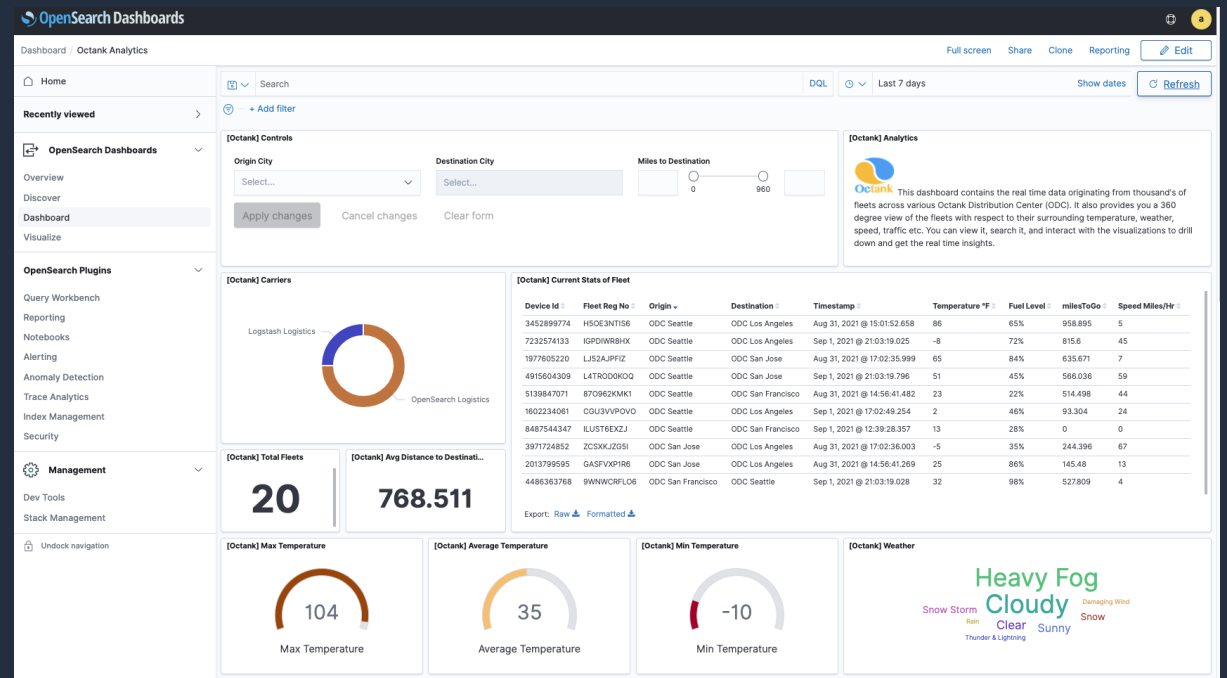 OpenSearch Dashboards
a
Dashboard / Octank Analytics
Full screen Share Clone Reporting Edit
Home
Recently viewed
OpenSearch Dashboards
Overview
Discover
Dashboard
Visualize
OpenSearch Plugins
Query Workbench
Reporting
Notebooks
Alerting
Anomaly Detection
Trace Analytics
Index Management
Security
Management
Dev Tools
Stack Management
Undock navigation
Search DQL Last 7 days Show dates Refresh
+ Add filter
[Octank] Controls
Origin City Destination City Miles to Destination
Select... Select... 0 960
Apply changes Cancel changes Clear form
[Octank] Analytics
Octank This dashboard contains the real time data originating from thousand's of
fleets across various Octank Distribution Center (ODC). It also provides you a 360
degree view of the fleets with respect to their surrounding temperature, weather,
speed, traffic etc. You can view it, search it, and interact with the visualizations to drill
down and get the real time insights.
[Octank] Carriers
Logstash Logistics
OpenSearch Logistics
[Octank] Current Stats of Fleet
Device Id Fleet Reg No Origin Destination Timestamp Temperature °F Fuel Level milesToGo Speed Miles/Hr
3452899774 H5OE3NTIS6 ODC Seattle ODC Los Angeles Aug 31, 2021 @ 15:01:52.658 86 65% 958.895 5
7232574133 IGPDIWR8HX ODC Seattle ODC Los Angeles Sep 1, 2021 @ 21:03:19.025 -8 72% 815.6 45
1977605220 LJ52AJPFIZ ODC Seattle ODC San Jose Aug 31, 2021 @ 17:02:35.999 65 84% 635.671 7
4915604309 L4TROD0KOQ ODC Seattle ODC San Jose Sep 1, 2021 @ 21:03:19.796 51 45% 566.036 59
5139847071 87O962KMK1 ODC Seattle ODC San Francisco Aug 31, 2021 @ 14:56:41.482 23 22% 514.498 44
1602234061 CGU3VVPOVO ODC Seattle ODC Los Angeles Sep 1, 2021 @ 17:02:49.254 2 46% 93.304 24
8487544347 ILUST6EXZJ ODC Seattle ODC San Francisco Sep 1, 2021 @ 12:39:28.357 13 28% 0 0
3971724852 ZCSXKJZG5I ODC San Jose ODC Los Angeles Aug 31, 2021 @ 17:02:36.003 -5 35% 244.396 67
2013799595 GASFVXP1R6 ODC San Jose ODC Los Angeles Aug 31, 2021 @ 14:56:41.269 25 86% 145.48 13
4486363768 9WNWCRFLO6 ODC San Francisco ODC Seattle Sep 1, 2021 @ 21:03:19.028 32 98% 527.809 4
Export: Raw Formatted
[Octank] Total Fleets
20
[Octank] Avg Distance to Destinati...
768.511
[Octank] Max Temperature
104
Max Temperature
[Octank] Average Temperature
35
Average Temperature
[Octank] Min Temperature
-10
Min Temperature
[Octank] Weather
Heavy Fog
Snow Storm Cloudy Damaging Wind
Rain Clear Sunny Snow
Thunder & Lightning